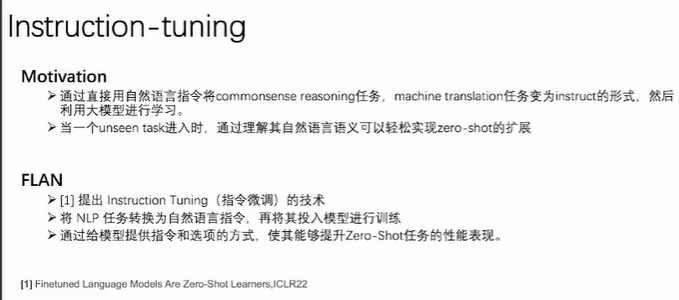 Instruction-tuning
Motivation
➢ 通过直接用自然语言指令将commonsense reasoning任务，machine translation任务变为instruct的形式，然后
利用大模型进行学习。
➢ 当一个unseen task进入时，通过理解其自然语言语义可以轻松实现zero-shot的扩展
FLAN
➢ [1] 提出 Instruction Tuning（指令微调）的技术
➢ 将 NLP 任务转换为自然语言指令，再将其投入模型进行训练
➢ 通过给模型提供指令和选项的方式，使其能够提升Zero-Shot任务的性能表现。
[1] Finetuned Language Models Are Zero-Shot Learners,ICLR22